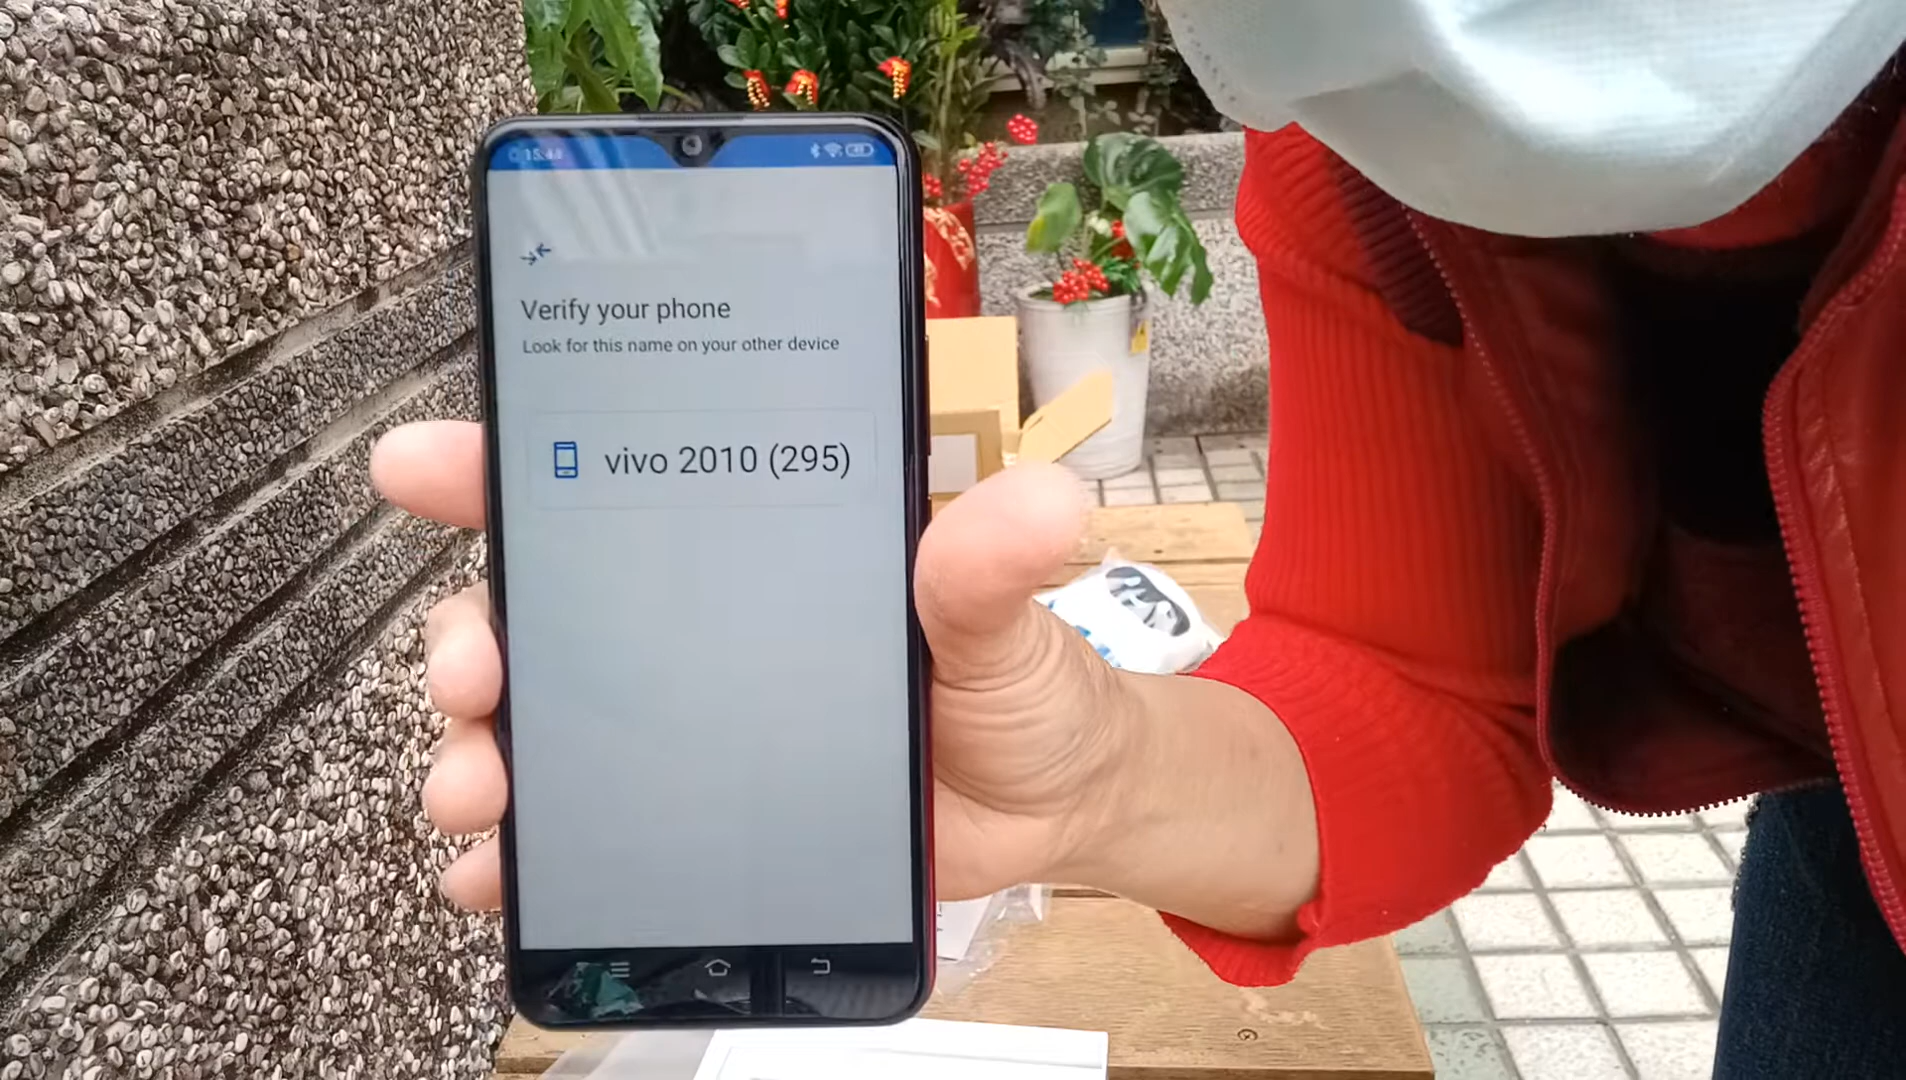 Verify your phone
Look for this name on your other device
vivo 2010 (295)